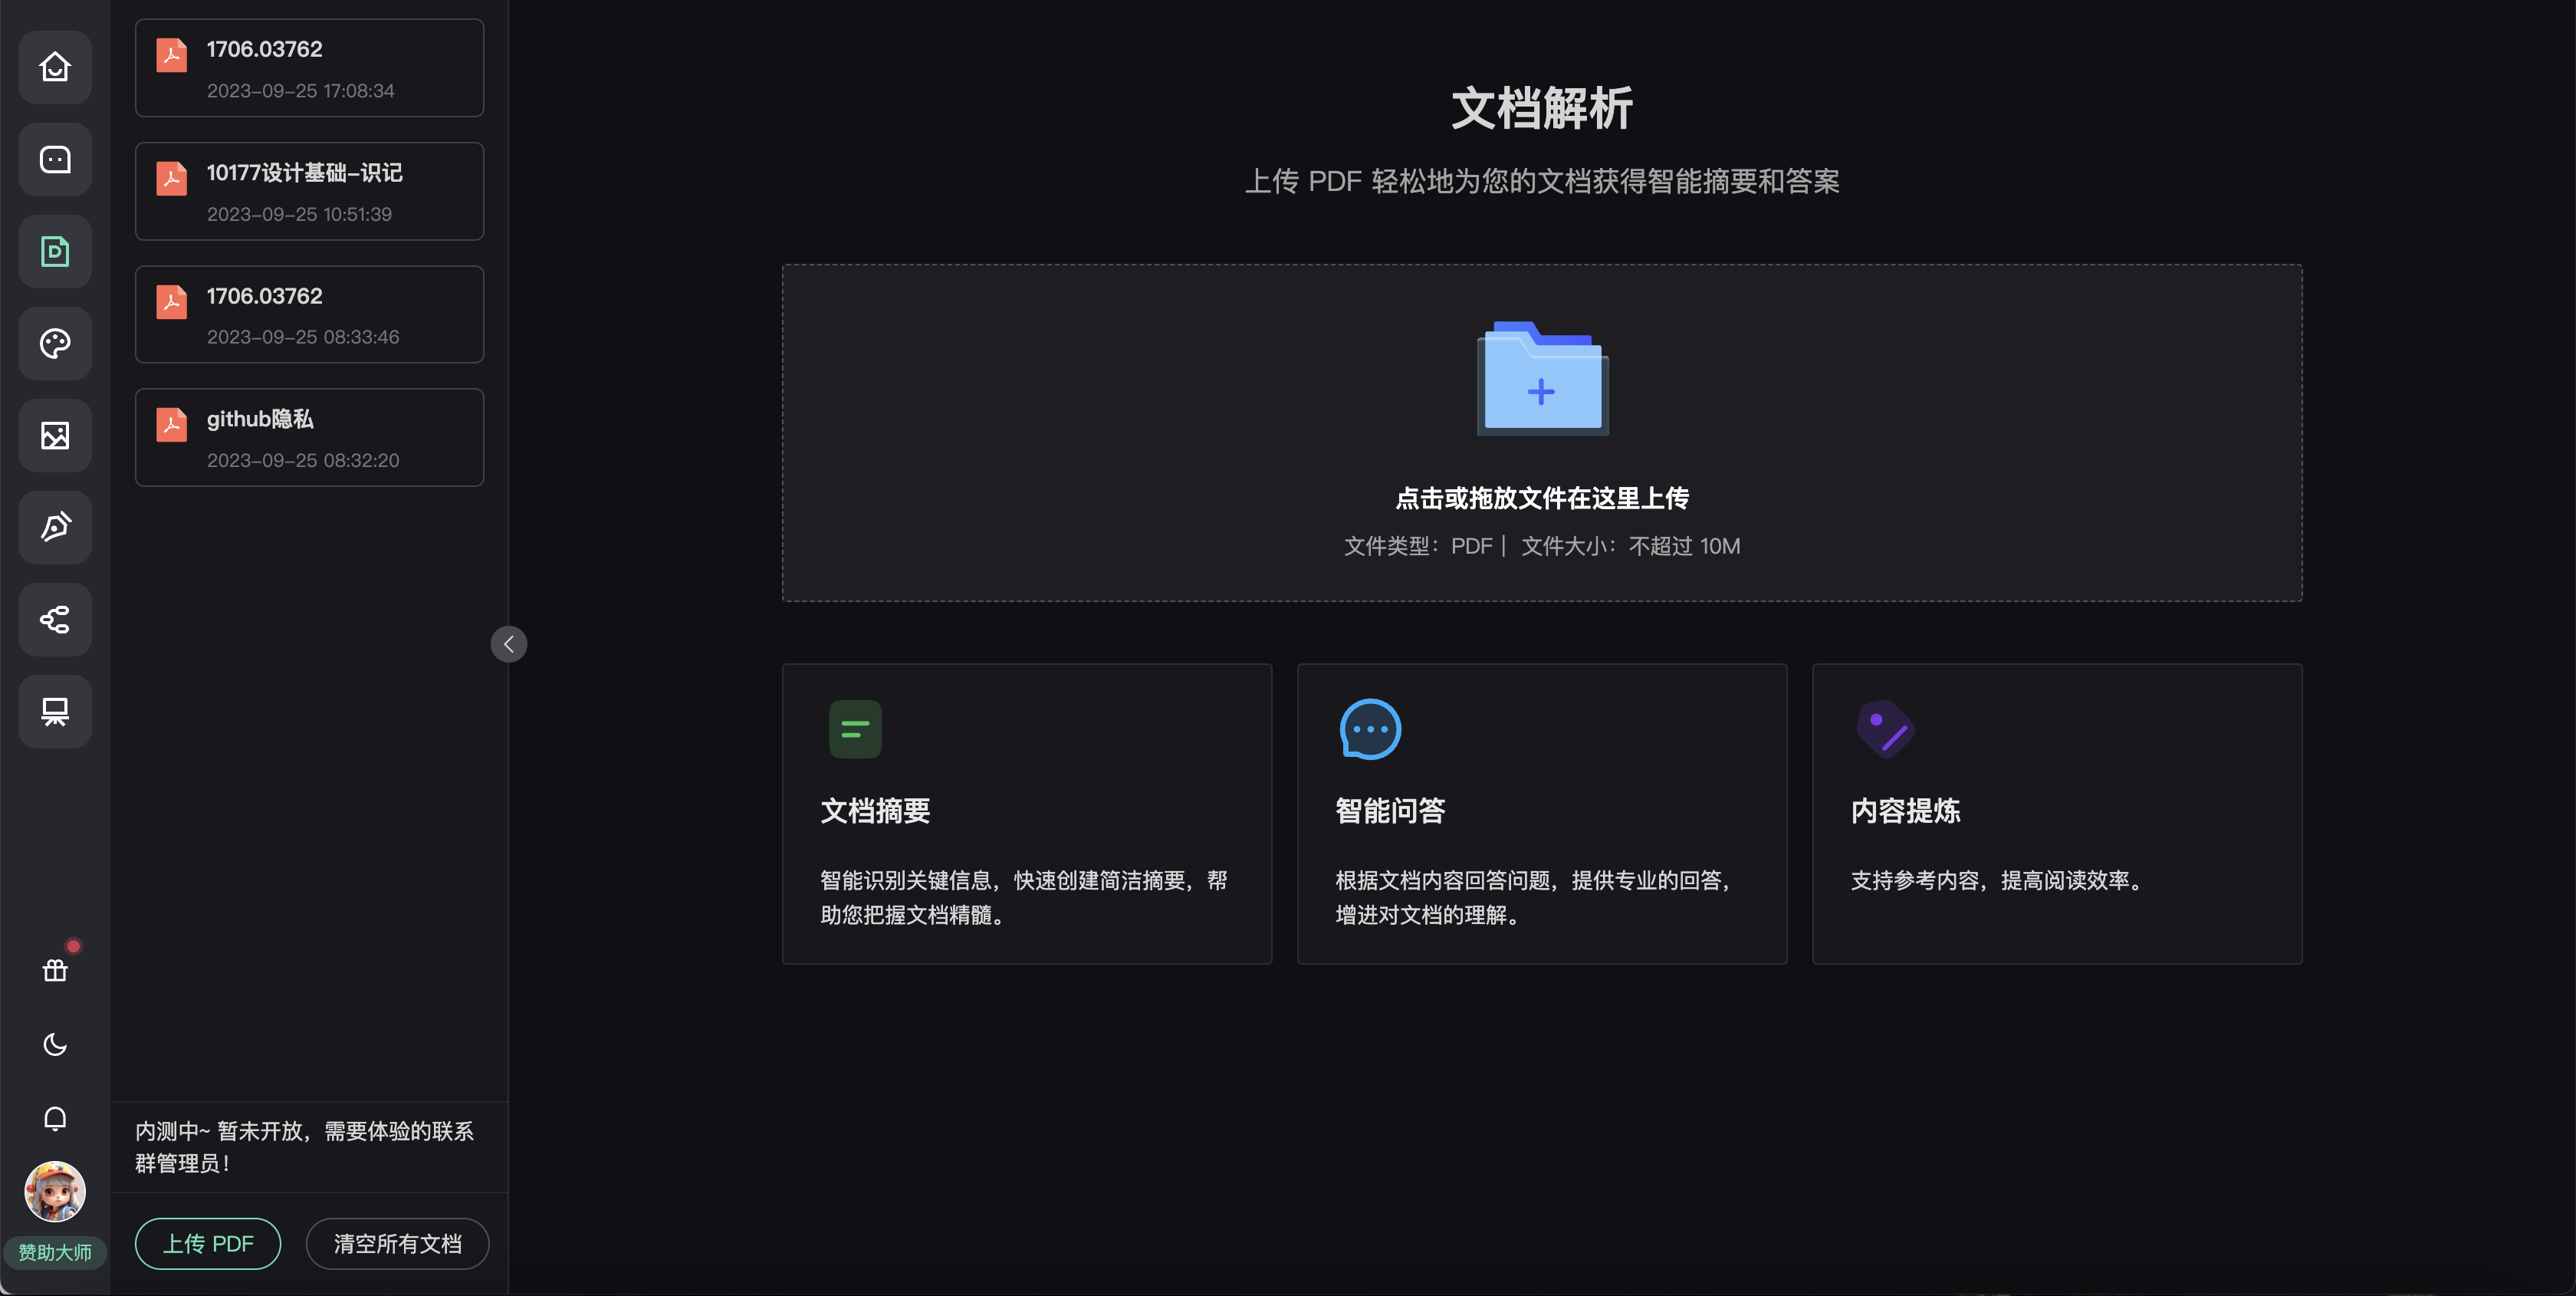 1706.03762
2023-09-25 17:08:34
10177设计基础-识记
2023-09-25 10:51:39
1706.03762
2023-09-25 08:33:46
github隐私
2023-09-25 08:32:20
内测中~ 暂未开放，需要体验的联系
群管理员！
上传 PDF
清空所有文档
赞助大师
文档解析
上传 PDF 轻松地为您的文档获得智能摘要和答案
点击或拖放文件在这里上传
文件类型：PDF | 文件大小：不超过 10M
文档摘要
智能识别关键信息，快速创建简洁摘要，帮
助您把握文档精髓。
智能问答
根据文档内容回答问题，提供专业的回答，
增进对文档的理解。
内容提炼
支持参考内容，提高阅读效率。